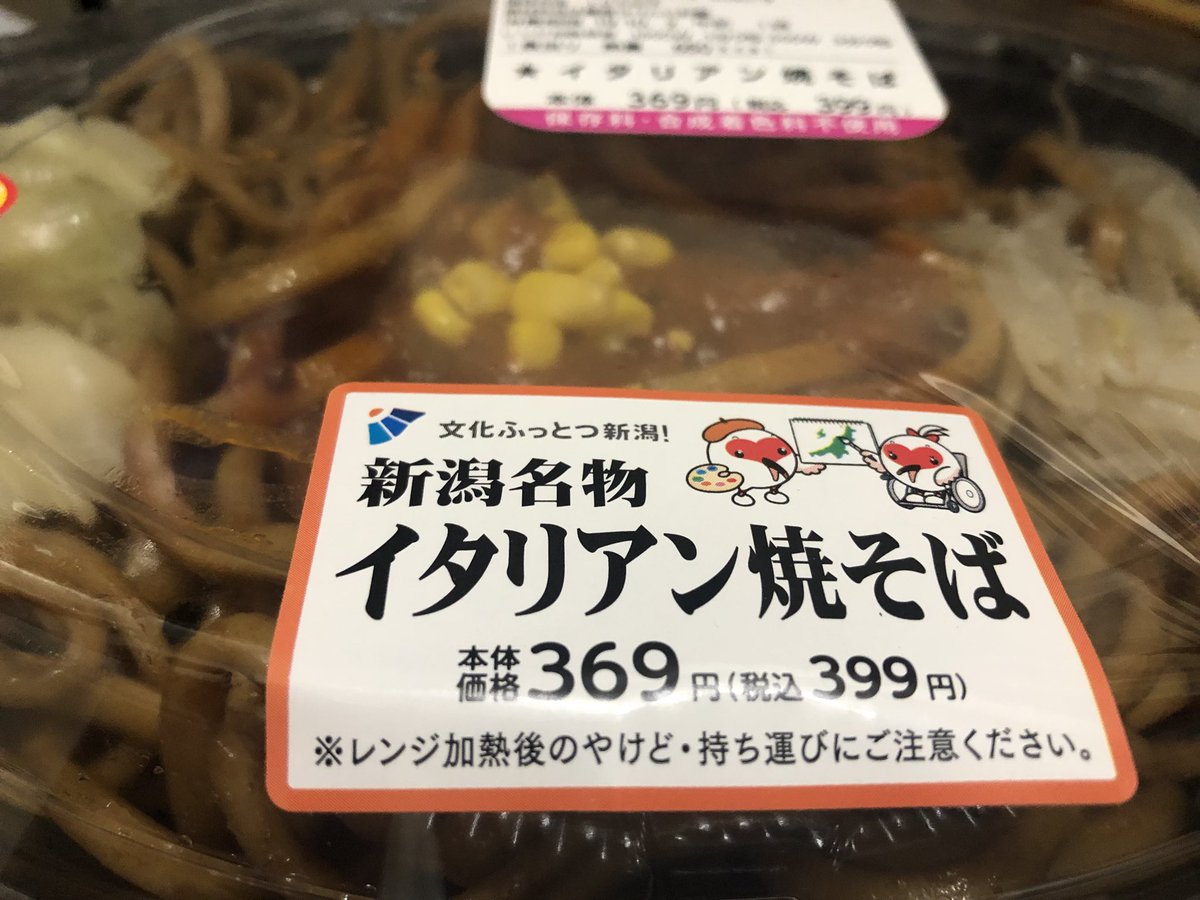 ★イタリアン焼そば
本体 369円(税込 399円)
保存料・合成着色料不使用
文化ふっとつ新潟!
新潟名物
イタリアン焼そば
本体価格369円(税込399円)
※レンジ加熱後のやけど・持ち運びにご注意ください。